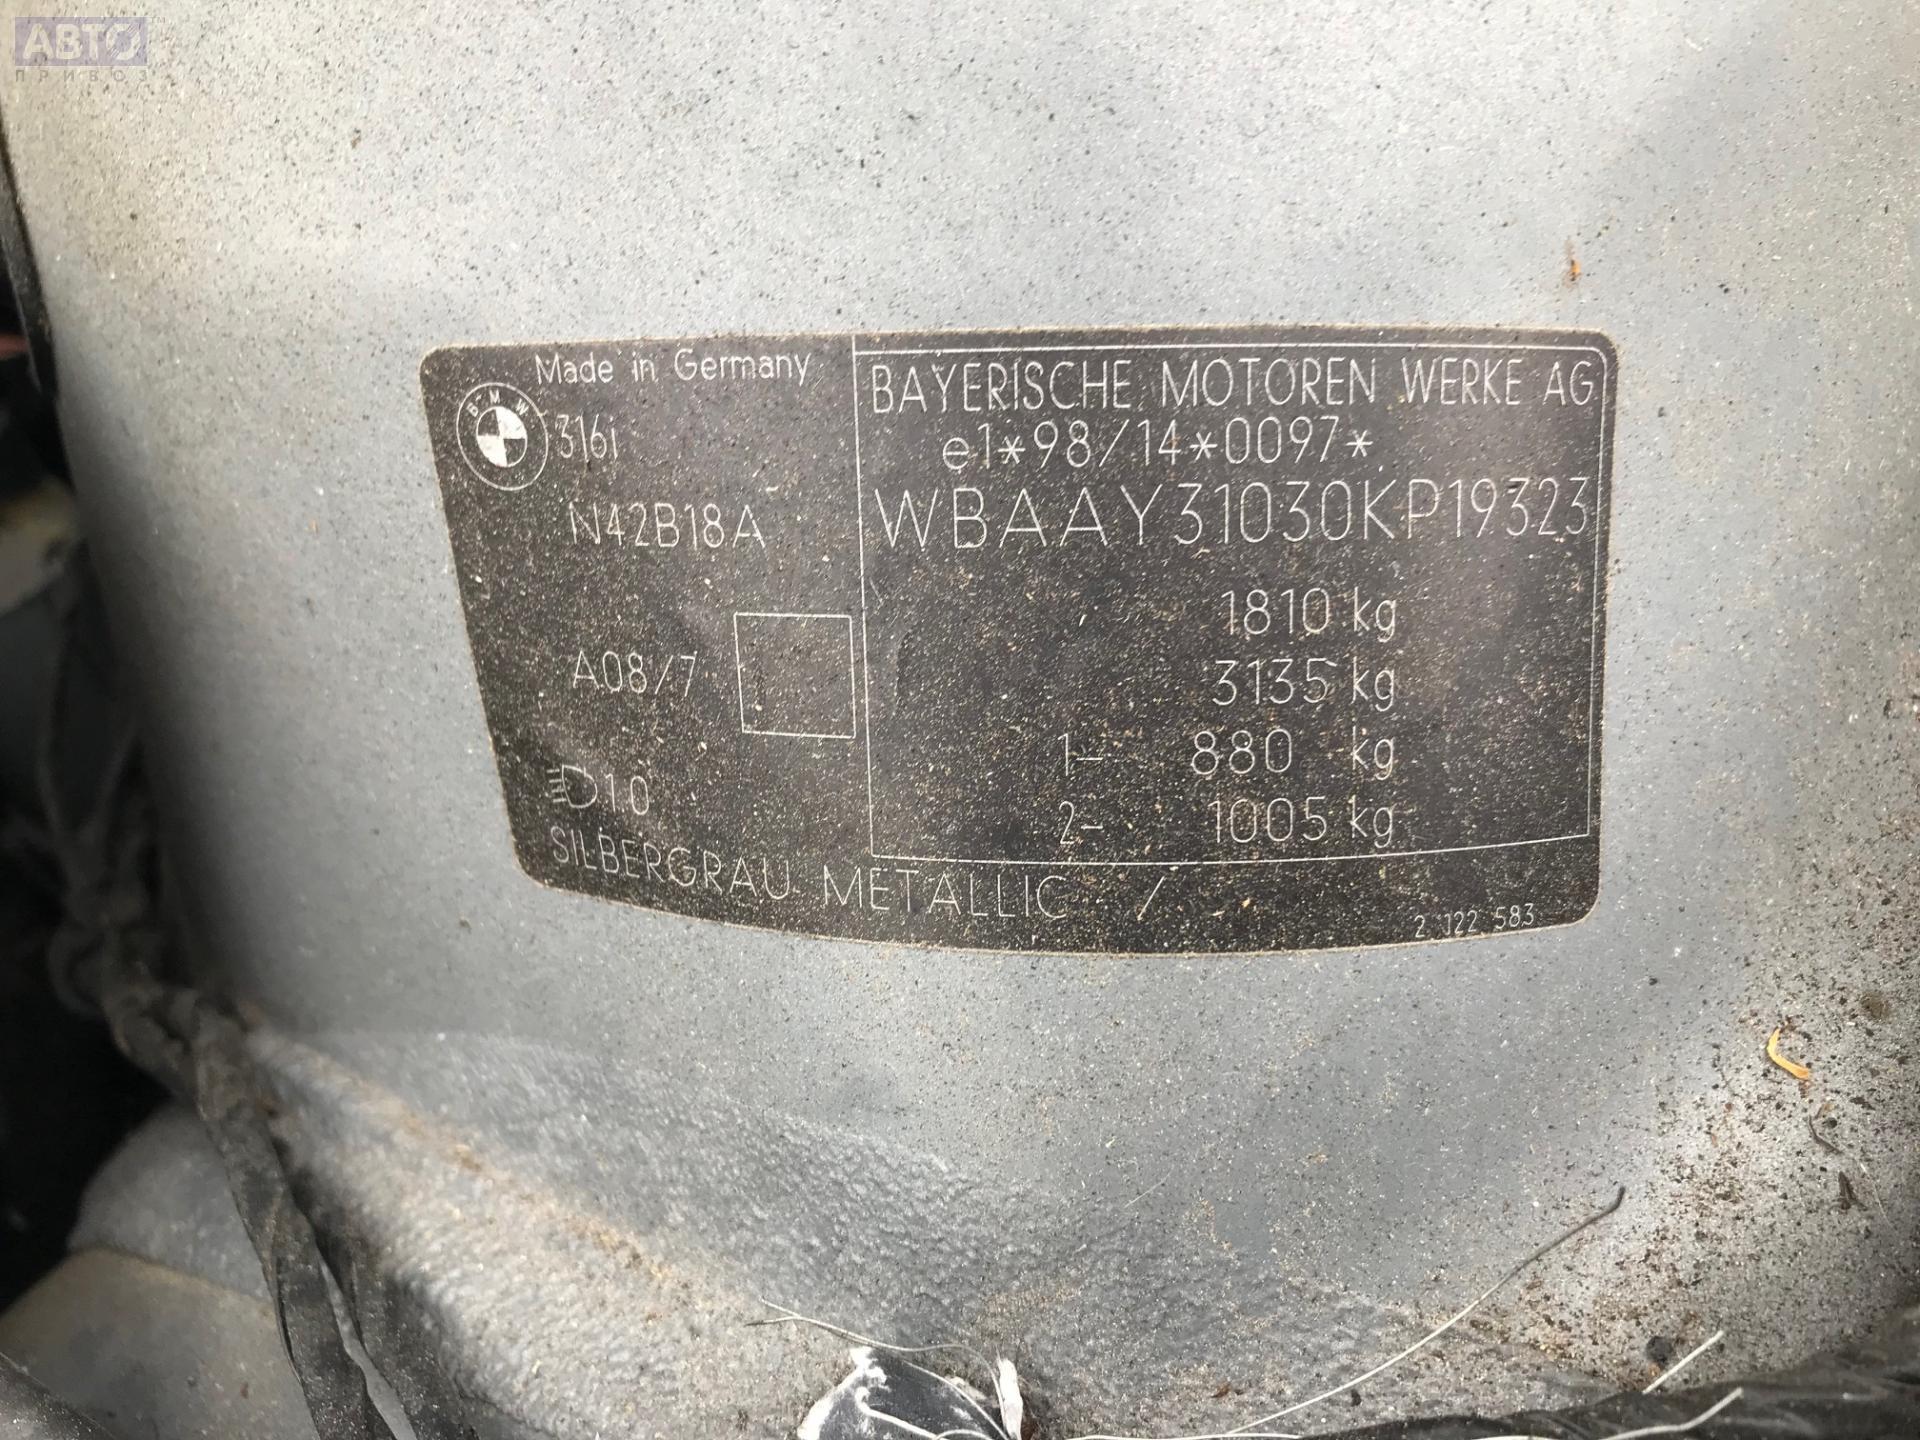 АВТО
ПРИВОЗ
Made in Germany
BMW
316i
N42B18A
A08/7
10
SILBERGRAU METALLIC /
BAYERISCHE MOTOREN WERKE AG
e1*98/14*0097*
WBAAY31030KP19323
1810 kg
3135 kg
1- 880 kg
2- 1005 kg
2 122 583